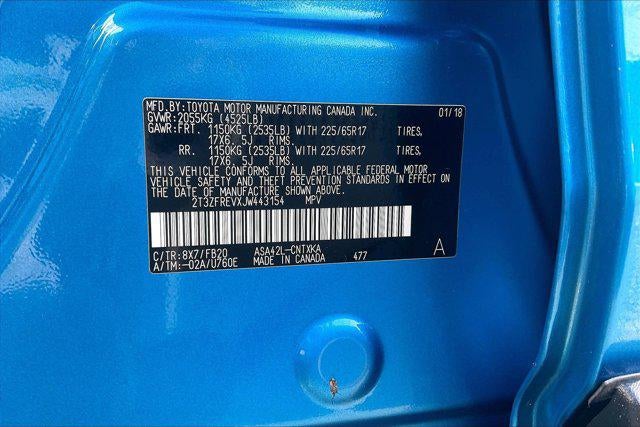 MFD.BY:TOYOTA MOTOR MANUFACTURING CANADA INC. 01/18
GVWR:2055KG (4525LB)
GAWR:FRT. 1150KG (2535LB) WITH 225/65R17 TIRES,
17X6. 5J RIMS.
RR. 1150KG (2535LB) WITH 225/65R17 TIRES,
17X6. 5J RIMS.
THIS VEHICLE CONFORMS TO ALL APPLICABLE FEDERAL MOTOR
VEHICLE SAFETY AND THEFT PREVENTION STANDARDS IN EFFECT ON
THE DATE OF MANUFACTURE SHOWN ABOVE.
2T3ZFREVXJW443154 MPV
C/TR:8X7/FB20 ASA42L-CNTXKA A
A/TM:-02A/U760E MADE IN CANADA 477